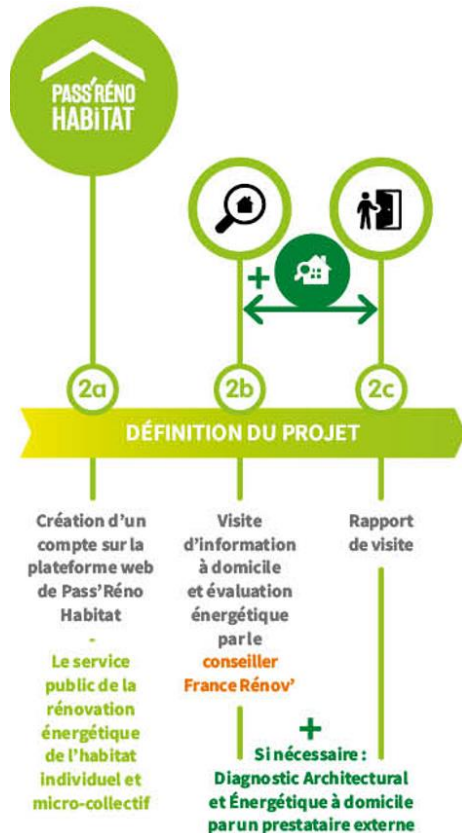 PASS'RÉNO
HABITAT
+
2a
2b
2c
DÉFINITION DU PROJET
Création d'un
compte sur la
plateforme web
de Pass'Réno
Habitat
-
Le service
public de la
rénovation
énergétique
de l'habitat
individuel et
micro-collectif
Visite
d'information
à domicile
et évaluation
énergétique
par le
conseiller
France Rénov'
Rapport
de visite
+
Si nécessaire :
Diagnostic Architectural
et Énergétique à domicile
par un prestataire externe